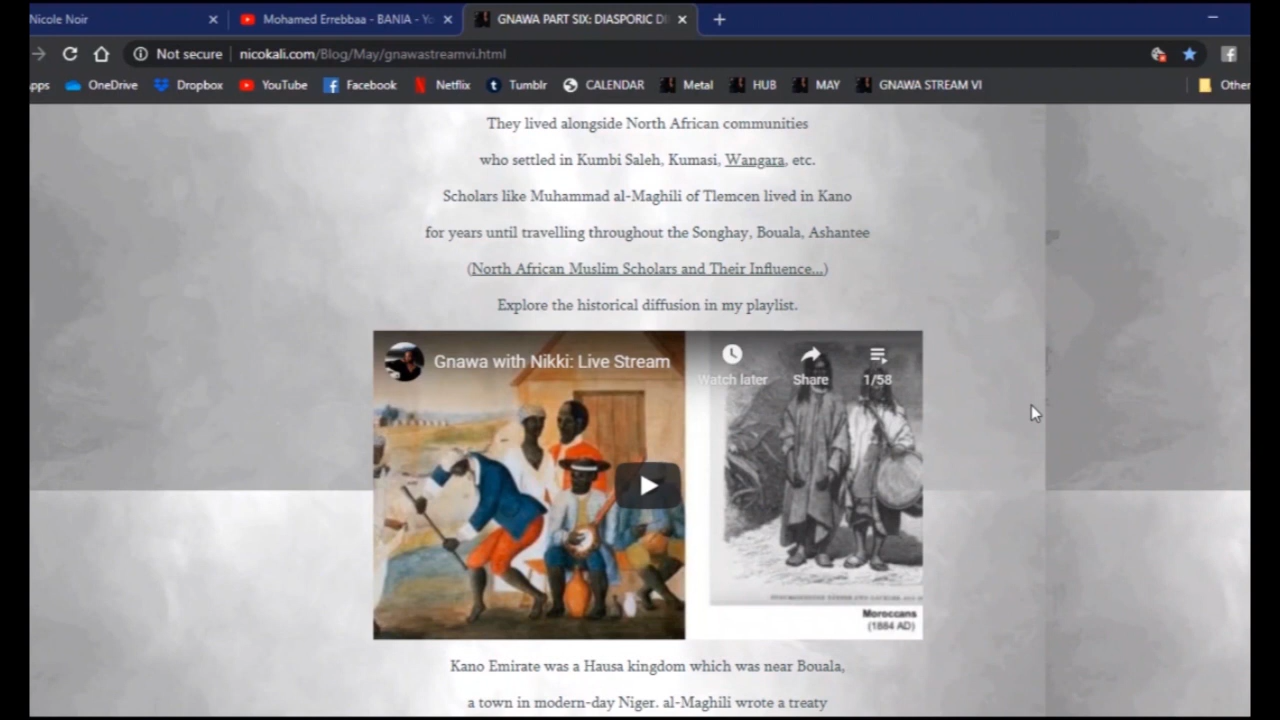 Nicole Noir
Mohamed Errebbaa - BANIA - Yo
GNAWA PART SIX: DIASPORIC DI
Not secure
nicokali.com/Blog/May/gnawastreamvi.html
pps
OneDrive
Dropbox
YouTube
Facebook
Netflix
Tumblr
CALENDAR
Metal
HUB
MAY
GNAWA STREAM VI
Other
They lived alongside North African communities
who settled in Kumbi Saleh, Kumasi, Wangara, etc.
Scholars like Muhammad al-Maghili of Tlemcen lived in Kano
for years until travelling throughout the Songhay, Bouala, Ashantee
(North African Muslim Scholars and Their Influence...)
Explore the historical diffusion in my playlist.
Gnawa with Nikki: Live Stream
Watch later
Share
1/58
Moroccans
(1884 AD)
Kano Emirate was a Hausa kingdom which was near Bouala,
a town in modern-day Niger. al-Maghili wrote a treaty